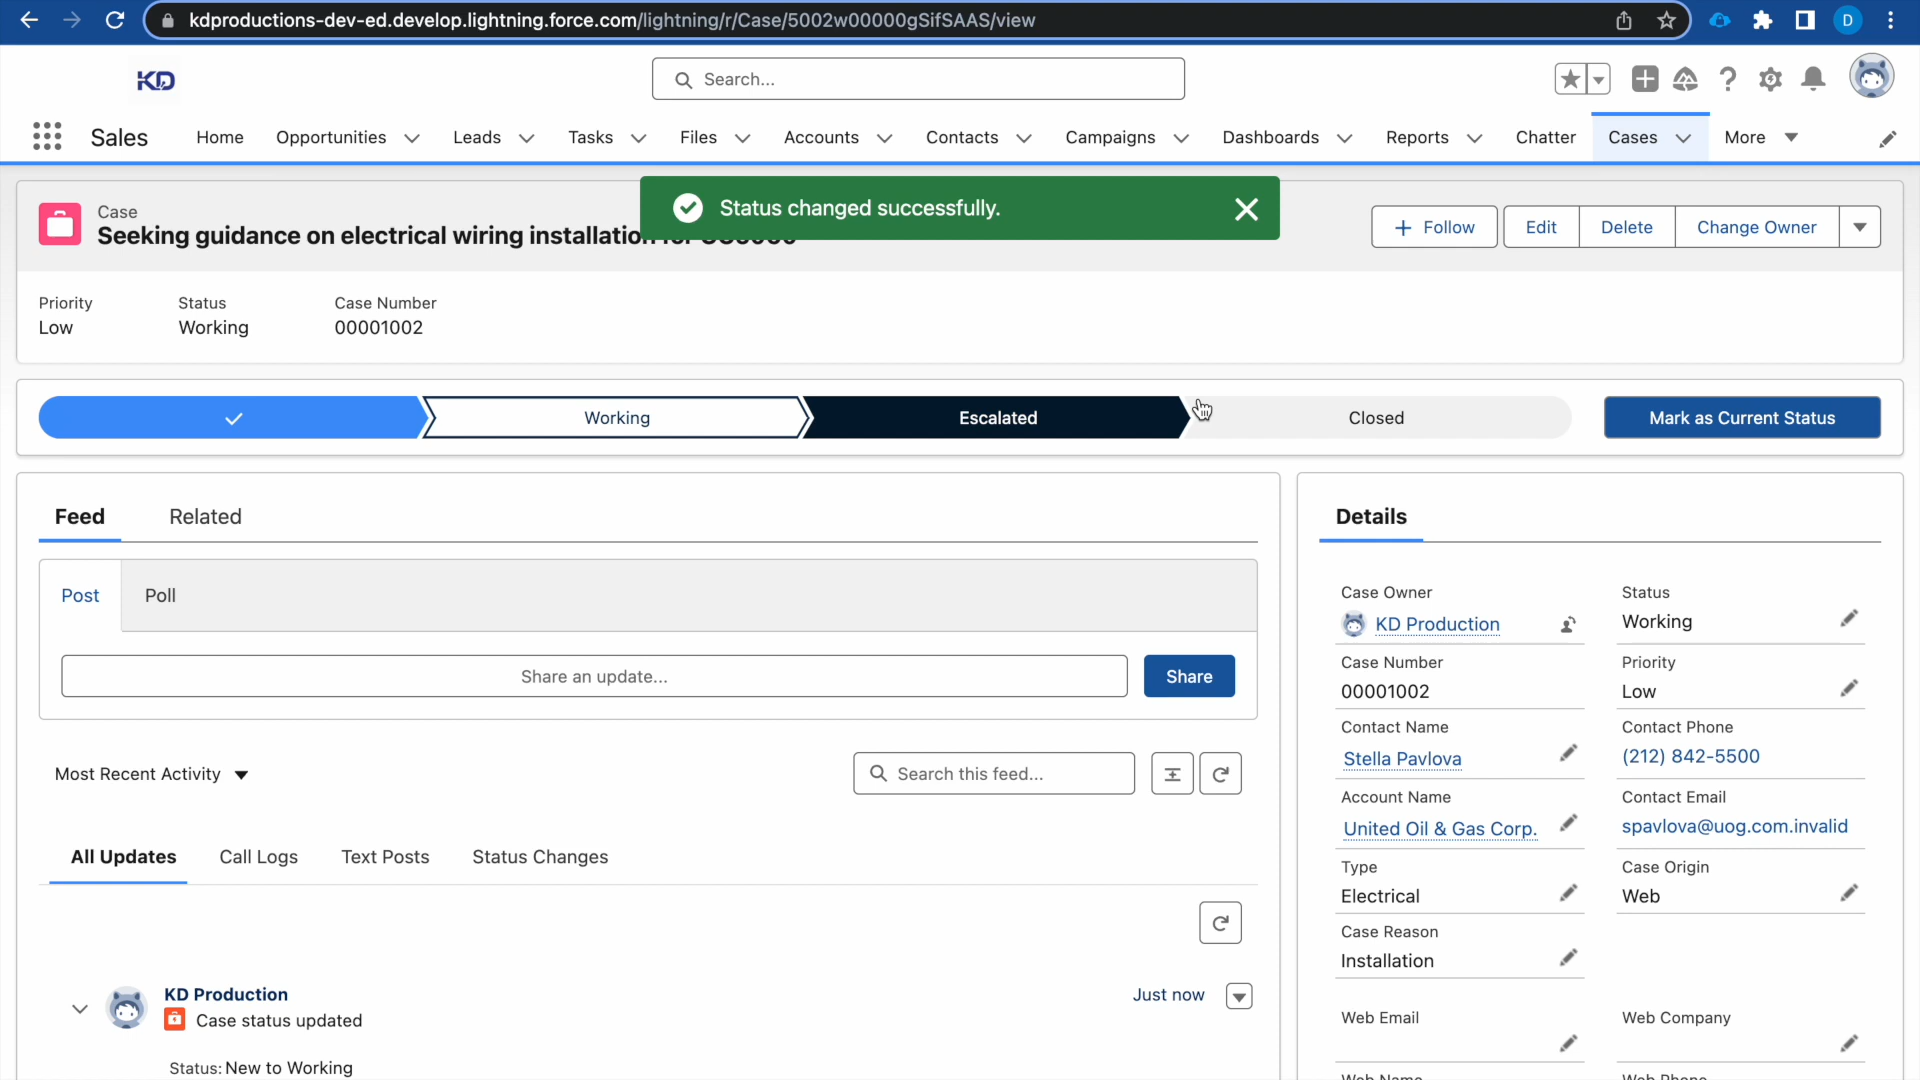 kdproductions-dev-ed.develop.lightning.force.com/lightning/r/Case/5002w00000gSifSAAS/view
D
KD
Search...
Sales
Home
Opportunities
Leads
Tasks
Files
Accounts
Contacts
Campaigns
Dashboards
Reports
Chatter
Cases
More
Status changed successfully.
Case
Seeking guidance on electrical wiring installation
Follow
Edit
Delete
Change Owner
Priority
Low
Status
Working
Case Number
00001002
Working
Escalated
Closed
Mark as Current Status
Feed
Related
Post
Poll
Share an update...
Share
Most Recent Activity
Search this feed...
All Updates
Call Logs
Text Posts
Status Changes
KD Production
Just now
Case status updated
Status: New to Working
Details
Case Owner
KD Production
Status
Working
Case Number
00001002
Priority
Low
Contact Name
Stella Pavlova
Contact Phone
(212) 842-5500
Account Name
United Oil & Gas Corp.
Contact Email
spavlova@uog.com.invalid
Type
Electrical
Case Origin
Web
Case Reason
Installation
Web Email
Web Company
Web Name
Web Phone